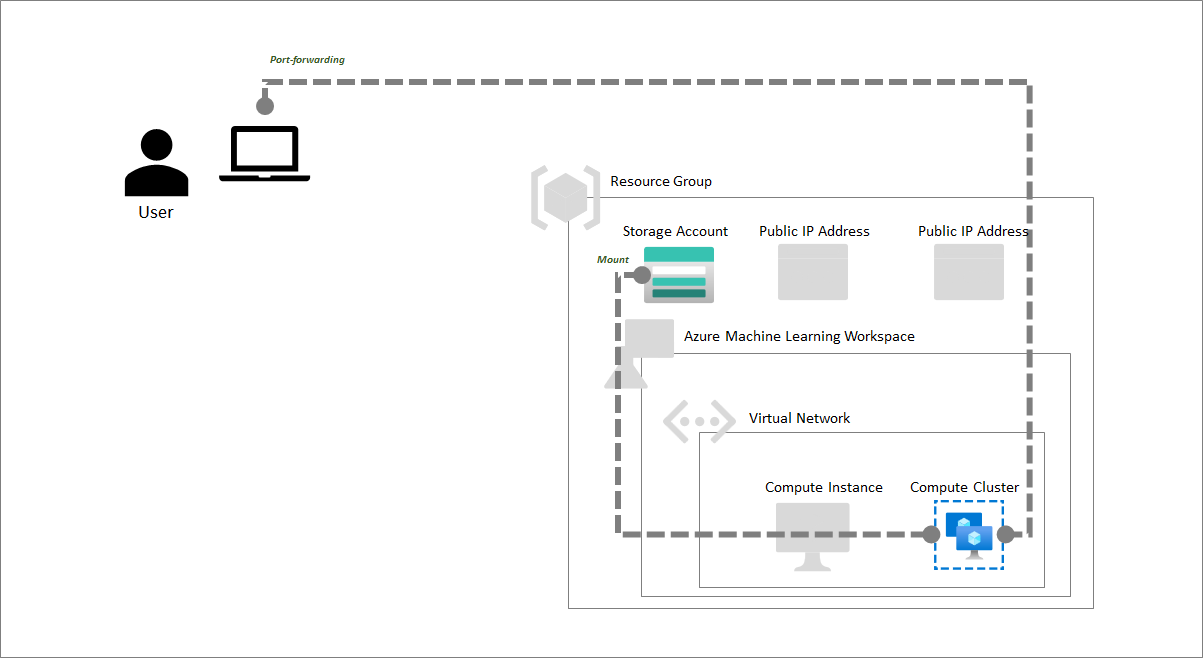 Port-forwarding
User
Resource Group
Storage Account
Public IP Address
Public IP Address
Mount
Azure Machine Learning Workspace
Virtual Network
Compute Instance
Compute Cluster